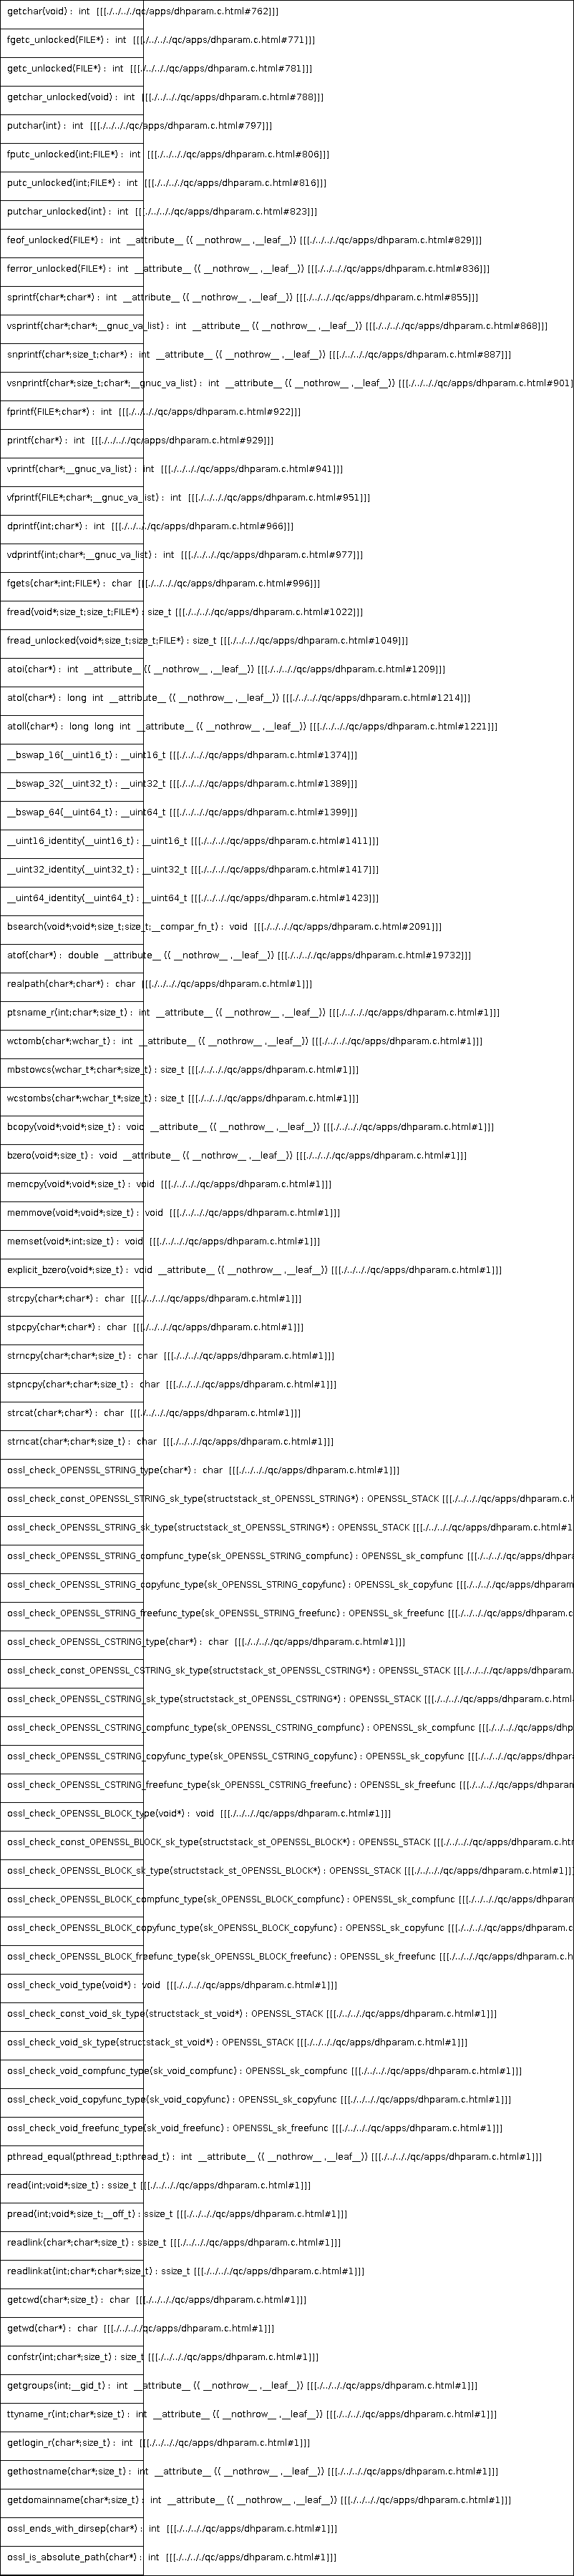 getchar(void) : int [[[./../../../qc/apps/dhparam.c.html#762]]]
fgetc_unlocked(FILE*) : int [[[./../../../qc/apps/dhparam.c.html#771]]]
getc_unlocked(FILE*) : int [[[./../../../qc/apps/dhparam.c.html#781]]]
getchar_unlocked(void) : int [[[./../../../qc/apps/dhparam.c.html#788]]]
putchar(int) : int [[[./../../../qc/apps/dhparam.c.html#797]]]
fputc_unlocked(int;FILE*) : int [[[./../../../qc/apps/dhparam.c.html#806]]]
putc_unlocked(int;FILE*) : int [[[./../../../qc/apps/dhparam.c.html#816]]]
putchar_unlocked(int) : int [[[./../../../qc/apps/dhparam.c.html#823]]]
feof_unlocked(FILE*) : int __attribute__ (( __nothrow__ ,__leaf__)) [[[./../../../qc/apps/dhparam.c.html#829]]]
ferror_unlocked(FILE*) : int __attribute__ (( __nothrow__ ,__leaf__)) [[[./../../../qc/apps/dhparam.c.html#836]]]
sprintf(char*;char*) : int __attribute__ (( __nothrow__ ,__leaf__)) [[[./../../../qc/apps/dhparam.c.html#855]]]
vsprintf(char*;char*;__gnuc_va_list) : int __attribute__ (( __nothrow__ ,__leaf__)) [[[./../../../qc/apps/dhparam.c.html#868]]]
snprintf(char*;size_t;char*) : int __attribute__ (( __nothrow__ ,__leaf__)) [[[./../../../qc/apps/dhparam.c.html#887]]]
vsnprintf(char*;size_t;char*;__gnuc_va_list) : int __attribute__ (( __nothrow__ ,__leaf__)) [[[./../../../qc/apps/dhparam.c.html#901]
fprintf(FILE*;char*) : int [[[./../../../qc/apps/dhparam.c.html#922]]]
printf(char*) : int [[[./../../../qc/apps/dhparam.c.html#929]]]
vprintf(char*;__gnuc_va_list) : int [[[./../../../qc/apps/dhparam.c.html#941]]]
vfprintf(FILE*;char*;__gnuc_va_list) : int [[[./../../../qc/apps/dhparam.c.html#951]]]
dprintf(int;char*) : int [[[./../../../qc/apps/dhparam.c.html#966]]]
vdprintf(int;char*;__gnuc_va_list) : int [[[./../../../qc/apps/dhparam.c.html#977]]]
fgets(char*;int;FILE*) : char [[[./../../../qc/apps/dhparam.c.html#996]]]
fread(void*;size_t;size_t;FILE*) : size_t [[[./../../../qc/apps/dhparam.c.html#1022]]]
fread_unlocked(void*;size_t;size_t;FILE*) : size_t [[[./../../../qc/apps/dhparam.c.html#1049]]]
atoi(char*) : int __attribute__ (( __nothrow__ ,__leaf__)) [[[./../../../qc/apps/dhparam.c.html#1209]]]
atol(char*) : long int __attribute__ (( __nothrow__ ,__leaf__)) [[[./../../../qc/apps/dhparam.c.html#1214]]]
atoll(char*) : long long int __attribute__ (( __nothrow__ ,__leaf__)) [[[./../../../qc/apps/dhparam.c.html#1221]]]
__bswap_16(__uint16_t) : __uint16_t [[[./../../../qc/apps/dhparam.c.html#1374]]]
__bswap_32(__uint32_t) : __uint32_t [[[./../../../qc/apps/dhparam.c.html#1389]]]
__bswap_64(__uint64_t) : __uint64_t [[[./../../../qc/apps/dhparam.c.html#1399]]]
__uint16_identity(__uint16_t) : __uint16_t [[[./../../../qc/apps/dhparam.c.html#1411]]]
__uint32_identity(__uint32_t) : __uint32_t [[[./../../../qc/apps/dhparam.c.html#1417]]]
__uint64_identity(__uint64_t) : __uint64_t [[[./../../../qc/apps/dhparam.c.html#1423]]]
bsearch(void*;void*;size_t;size_t;__compar_fn_t) : void [[[./../../../qc/apps/dhparam.c.html#2091]]]
atof(char*) : double __attribute__ (( __nothrow__ ,__leaf__)) [[[./../../../qc/apps/dhparam.c.html#19732]]]
realpath(char*;char*) : char [[[./../../../qc/apps/dhparam.c.html#1]]]
ptsname_r(int;char*;size_t) : int __attribute__ (( __nothrow__ ,__leaf__)) [[[./../../../qc/apps/dhparam.c.html#1]]]
wctomb(char*;wchar_t) : int __attribute__ (( __nothrow__ ,__leaf__)) [[[./../../../qc/apps/dhparam.c.html#1]]]
mbstowcs(wchar_t*;char*;size_t) : size_t [[[./../../../qc/apps/dhparam.c.html#1]]]
wcstombs(char*;wchar_t*;size_t) : size_t [[[./../../../qc/apps/dhparam.c.html#1]]]
bcopy(void*;void*;size_t) : void __attribute__ (( __nothrow__ ,__leaf__)) [[[./../../../qc/apps/dhparam.c.html#1]]]
bzero(void*;size_t) : void __attribute__ (( __nothrow__ ,__leaf__)) [[[./../../../qc/apps/dhparam.c.html#1]]]
memcpy(void*;void*;size_t) : void [[[./../../../qc/apps/dhparam.c.html#1]]]
memmove(void*;void*;size_t) : void [[[./../../../qc/apps/dhparam.c.html#1]]]
memset(void*;int;size_t) : void [[[./../../../qc/apps/dhparam.c.html#1]]]
explicit_bzero(void*;size_t) : void __attribute__ (( __nothrow__ ,__leaf__)) [[[./../../../qc/apps/dhparam.c.html#1]]]
strcpy(char*;char*) : char [[[./../../../qc/apps/dhparam.c.html#1]]]
stpcpy(char*;char*) : char [[[./../../../qc/apps/dhparam.c.html#1]]]
strncpy(char*;char*;size_t) : char [[[./../../../qc/apps/dhparam.c.html#1]]]
stpncpy(char*;char*;size_t) : char [[[./../../../qc/apps/dhparam.c.html#1]]]
strcat(char*;char*) : char [[[./../../../qc/apps/dhparam.c.html#1]]]
strncat(char*;char*;size_t) : char [[[./../../../qc/apps/dhparam.c.html#1]]]
ossl_check_OPENSSL_STRING_type(char*) : char [[[./../../../qc/apps/dhparam.c.html#1]]]
ossl_check_const_OPENSSL_STRING_sk_type(structstack_st_OPENSSL_STRING*) : OPENSSL_STACK [[[./../../../qc/apps/dhparam.c.h
ossl_check_OPENSSL_STRING_sk_type(structstack_st_OPENSSL_STRING*) : OPENSSL_STACK [[[./../../../qc/apps/dhparam.c.html#1
ossl_check_OPENSSL_STRING_compfunc_type(sk_OPENSSL_STRING_compfunc) : OPENSSL_sk_compfunc [[[./../../../qc/apps/dhpara
ossl_check_OPENSSL_STRING_copyfunc_type(sk_OPENSSL_STRING_copyfunc) : OPENSSL_sk_copyfunc [[[./../../../qc/apps/dhparam
ossl_check_OPENSSL_STRING_freefunc_type(sk_OPENSSL_STRING_freefunc) : OPENSSL_sk_freefunc [[[./../../../qc/apps/dhparam.c
ossl_check_OPENSSL_CSTRING_type(char*) : char [[[./../../../qc/apps/dhparam.c.html#1]]]
ossl_check_const_OPENSSL_CSTRING_sk_type(structstack_st_OPENSSL_CSTRING*) : OPENSSL_STACK [[[./../../../qc/apps/dhparam.
ossl_check_OPENSSL_CSTRING_sk_type(structstack_st_OPENSSL_CSTRING*) : OPENSSL_STACK [[[./../../../qc/apps/dhparam.c.html
ossl_check_OPENSSL_CSTRING_compfunc_type(sk_OPENSSL_CSTRING_compfunc) : OPENSSL_sk_compfunc [[[./../../../qc/apps/dhp
ossl_check_OPENSSL_CSTRING_copyfunc_type(sk_OPENSSL_CSTRING_copyfunc) : OPENSSL_sk_copyfunc [[[./../../../qc/apps/dhpar
ossl_check_OPENSSL_CSTRING_freefunc_type(sk_OPENSSL_CSTRING_freefunc) : OPENSSL_sk_freefunc [[[./../../../qc/apps/dhparam
ossl_check_OPENSSL_BLOCK_type(void*) : void [[[./../../../qc/apps/dhparam.c.html#1]]]
ossl_check_const_OPENSSL_BLOCK_sk_type(structstack_st_OPENSSL_BLOCK*) : OPENSSL_STACK [[[./../../../qc/apps/dhparam.c.ht
ossl_check_OPENSSL_BLOCK_sk_type(structstack_st_OPENSSL_BLOCK*) : OPENSSL_STACK [[[./../../../qc/apps/dhparam.c.html#1]]]
ossl_check_OPENSSL_BLOCK_compfunc_type(sk_OPENSSL_BLOCK_compfunc) : OPENSSL_sk_compfunc [[[./../../../qc/apps/dhparam
ossl_check_OPENSSL_BLOCK_copyfunc_type(sk_OPENSSL_BLOCK_copyfunc) : OPENSSL_sk_copyfunc [[[./../../../qc/apps/dhparam.c
ossl_check_OPENSSL_BLOCK_freefunc_type(sk_OPENSSL_BLOCK_freefunc) : OPENSSL_sk_freefunc [[[./../../../qc/apps/dhparam.c.h
ossl_check_void_type(void*) : void [[[./../../../qc/apps/dhparam.c.html#1]]]
ossl_check_const_void_sk_type(structstack_st_void*) : OPENSSL_STACK [[[./../../../qc/apps/dhparam.c.html#1]]]
ossl_check_void_sk_type(structstack_st_void*) : OPENSSL_STACK [[[./../../../qc/apps/dhparam.c.html#1]]]
ossl_check_void_compfunc_type(sk_void_compfunc) : OPENSSL_sk_compfunc [[[./../../../qc/apps/dhparam.c.html#1]]]
ossl_check_void_copyfunc_type(sk_void_copyfunc) : OPENSSL_sk_copyfunc [[[./../../../qc/apps/dhparam.c.html#1]]]
ossl_check_void_freefunc_type(sk_void_freefunc) : OPENSSL_sk_freefunc [[[./../../../qc/apps/dhparam.c.html#1]]]
pthread_equal(pthread_t;pthread_t) : int __attribute__ (( __nothrow__ ,__leaf__)) [[[./../../../qc/apps/dhparam.c.html#1]]]
read(int;void*;size_t) : ssize_t [[[./../../../qc/apps/dhparam.c.html#1]]]
pread(int;void*;size_t;__off_t) : ssize_t [[[./../../../qc/apps/dhparam.c.html#1]]]
readlink(char*;char*;size_t) : ssize_t [[[./../../../qc/apps/dhparam.c.html#1]]]
readlinkat(int;char*;char*;size_t) : ssize_t [[[./../../../qc/apps/dhparam.c.html#1]]]
getcwd(char*;size_t) : char [[[./../../../qc/apps/dhparam.c.html#1]]]
getwd(char*) : char [[[./../../../qc/apps/dhparam.c.html#1]]]
confstr(int;char*;size_t) : size_t [[[./../../../qc/apps/dhparam.c.html#1]]]
getgroups(int;__gid_t) : int __attribute__ (( __nothrow__ ,__leaf__)) [[[./../../../qc/apps/dhparam.c.html#1]]]
ttyname_r(int;char*;size_t) : int __attribute__ (( __nothrow__ ,__leaf__)) [[[./../../../qc/apps/dhparam.c.html#1]]]
getlogin_r(char*;size_t) : int [[[./../../../qc/apps/dhparam.c.html#1]]]
gethostname(char*;size_t) : int __attribute__ (( __nothrow__ ,__leaf__)) [[[./../../../qc/apps/dhparam.c.html#1]]]
getdomainname(char*;size_t) : int __attribute__ (( __nothrow__ ,__leaf__)) [[[./../../../qc/apps/dhparam.c.html#1]]]
ossl_ends_with_dirsep(char*) : int [[[./../../../qc/apps/dhparam.c.html#1]]]
ossl_is_absolute_path(char*) : int [[[./../../../qc/apps/dhparam.c.html#1]]]